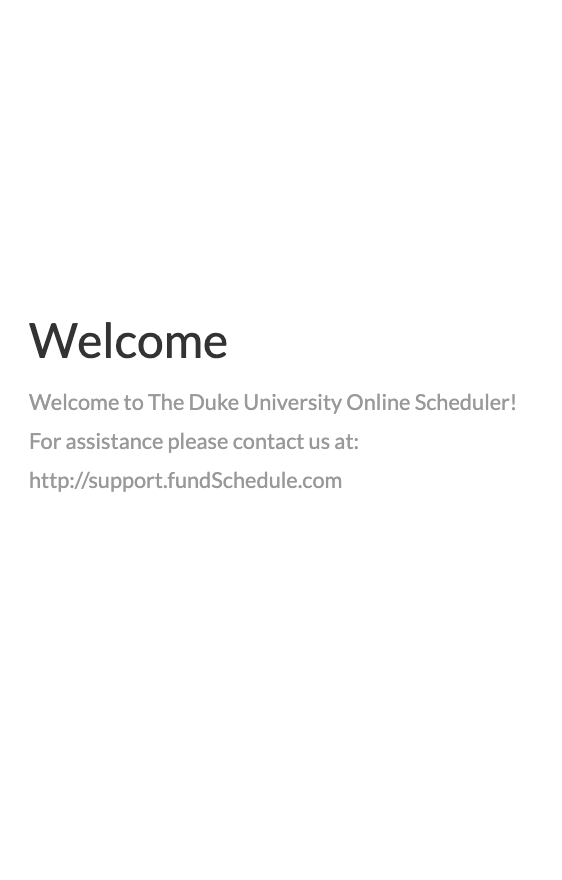 Welcome
Welcome to The Duke University Online Scheduler!
For assistance please contact us at:
http://support.fundSchedule.com